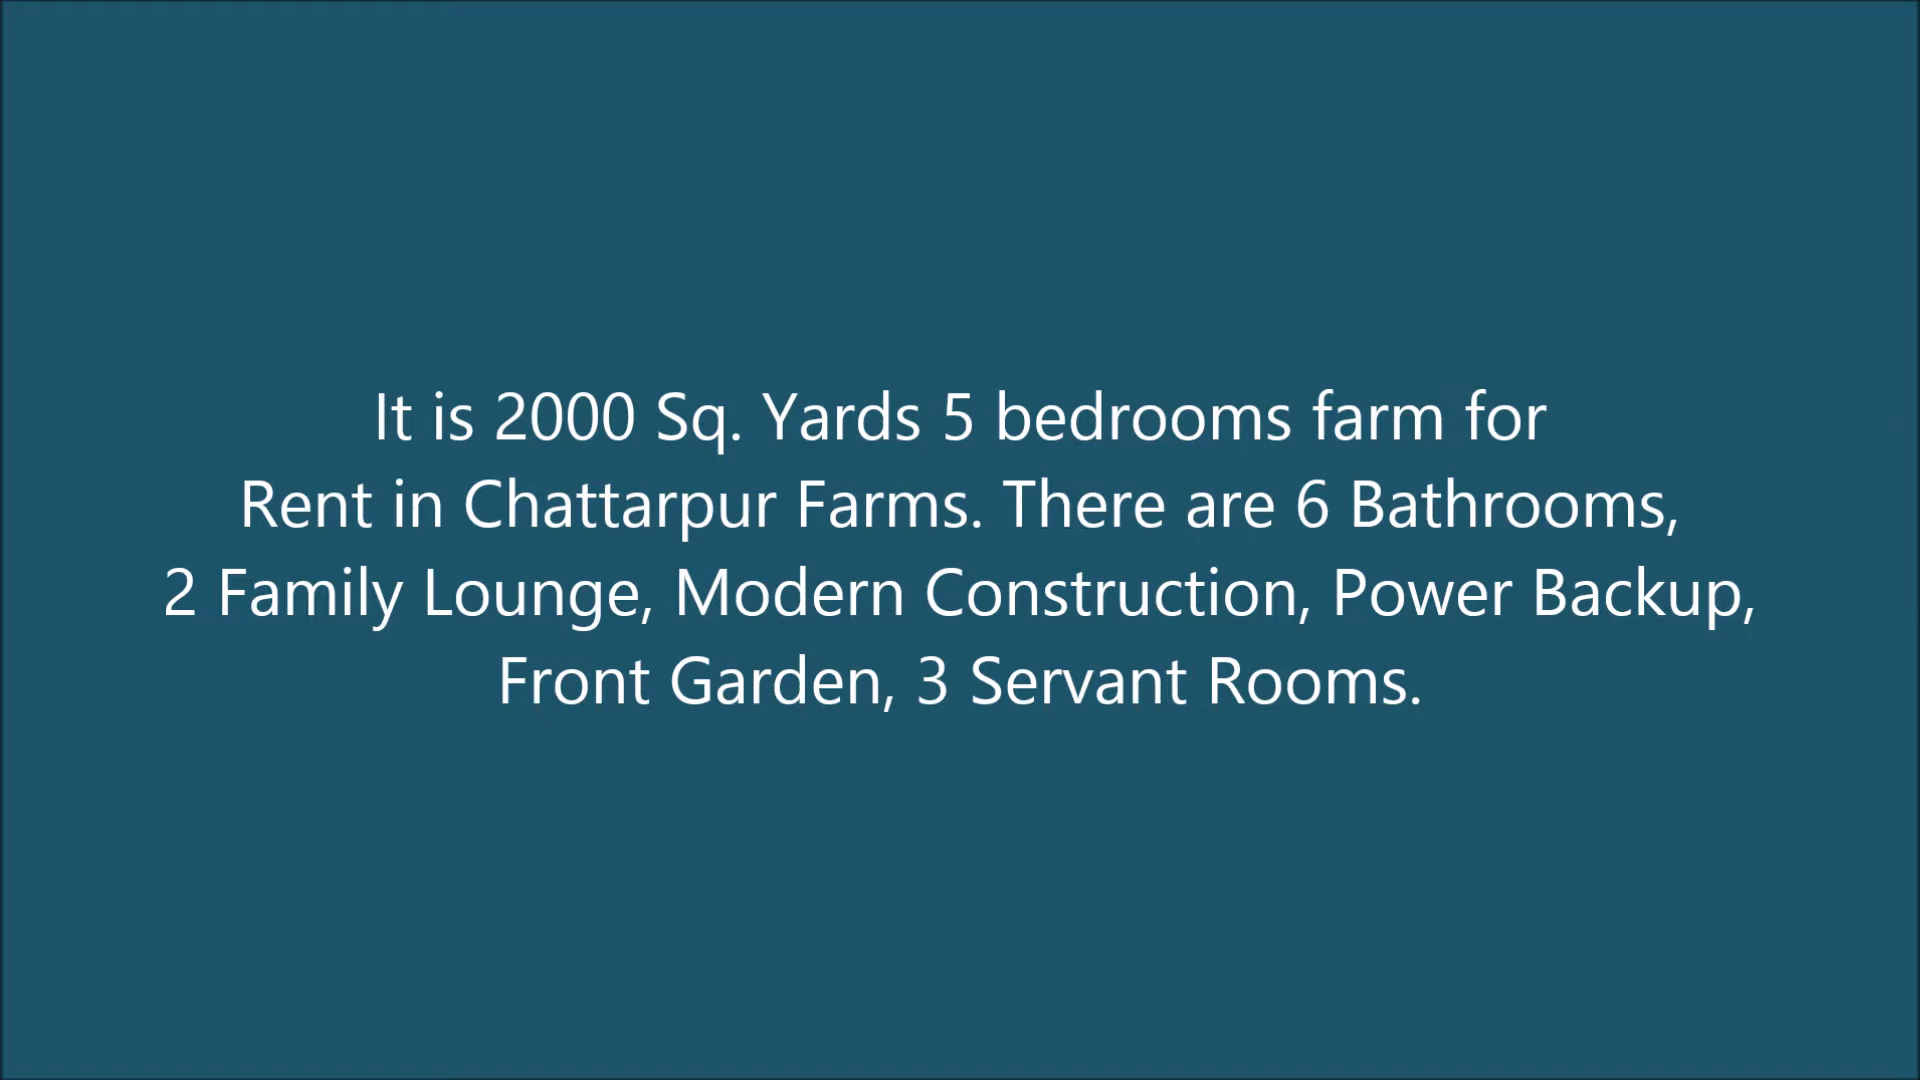 It is 2000 Sq. Yards 5 bedrooms farm for
Rent in Chattarpur Farms. There are 6 Bathrooms,
2 Family Lounge, Modern Construction, Power Backup,
Front Garden, 3 Servant Rooms.